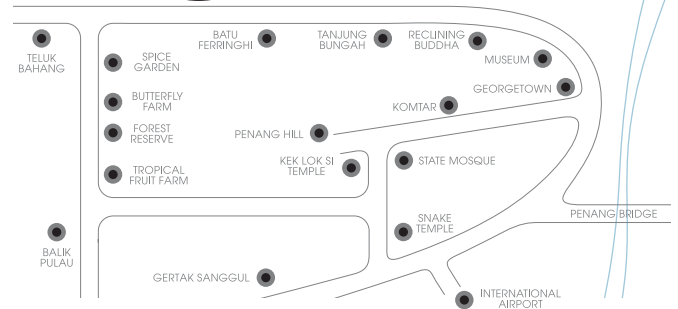 TELUK
BAHANG
SPICE
GARDEN
BUTTERFLY
FARM
FOREST
RESERVE
TROPICAL
FRUIT FARM
BATU
FERRINGHI
TANJUNG
BUNGAH
RECLINING
BUDDHA
MUSEUM
GEORGETOWN
KOMTAR
PENANG HILL
KEK LOK SI
TEMPLE
STATE MOSQUE
SNAKE
TEMPLE
PENANG BRIDGE
BALIK
PULAU
GERTAK SANGGUL
INTERNATIONAL
AIRPORT